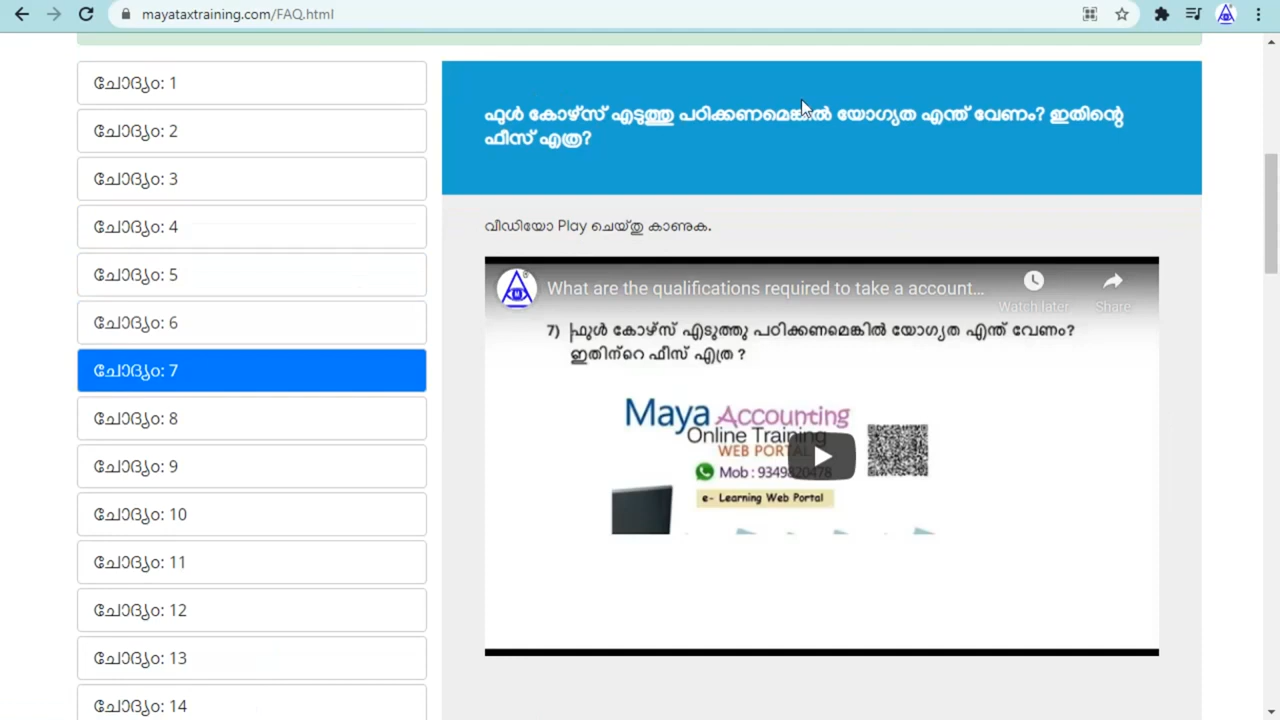 mayataxtraining.com/FAQ.html
ചോദ്യം: 1
ചോദ്യം: 2
ചോദ്യം: 3
ചോദ്യം: 4
ചോദ്യം: 5
ചോദ്യം: 6
ചോദ്യം: 7
ചോദ്യം: 8
ചോദ്യം: 9
ചോദ്യം: 10
ചോദ്യം: 11
ചോദ്യം: 12
ചോദ്യം: 13
ചോദ്യം: 14
ഫുൾ കോഴ്സ് എടുത്തു പഠിക്കണമെങ്കിൽ യോഗ്യത എന്ത് വേണം? ഇതിന്റെ
ഫീസ് എത്ര?
വീഡിയോ Play ചെയ്തു കാണുക.
What are the qualifications required to take a account...
Watch later
Share
7) ഫുൾ കോഴ്സ് എടുത്തു പഠിക്കണമെങ്കിൽ യോഗ്യത എന്ത് വേണം?
ഇതിന്റെ ഫീസ് എത്ര ?
Maya Accounting
Online Training
WEB PORTAL
Mob : 9349820478
e- Learning Web Portal